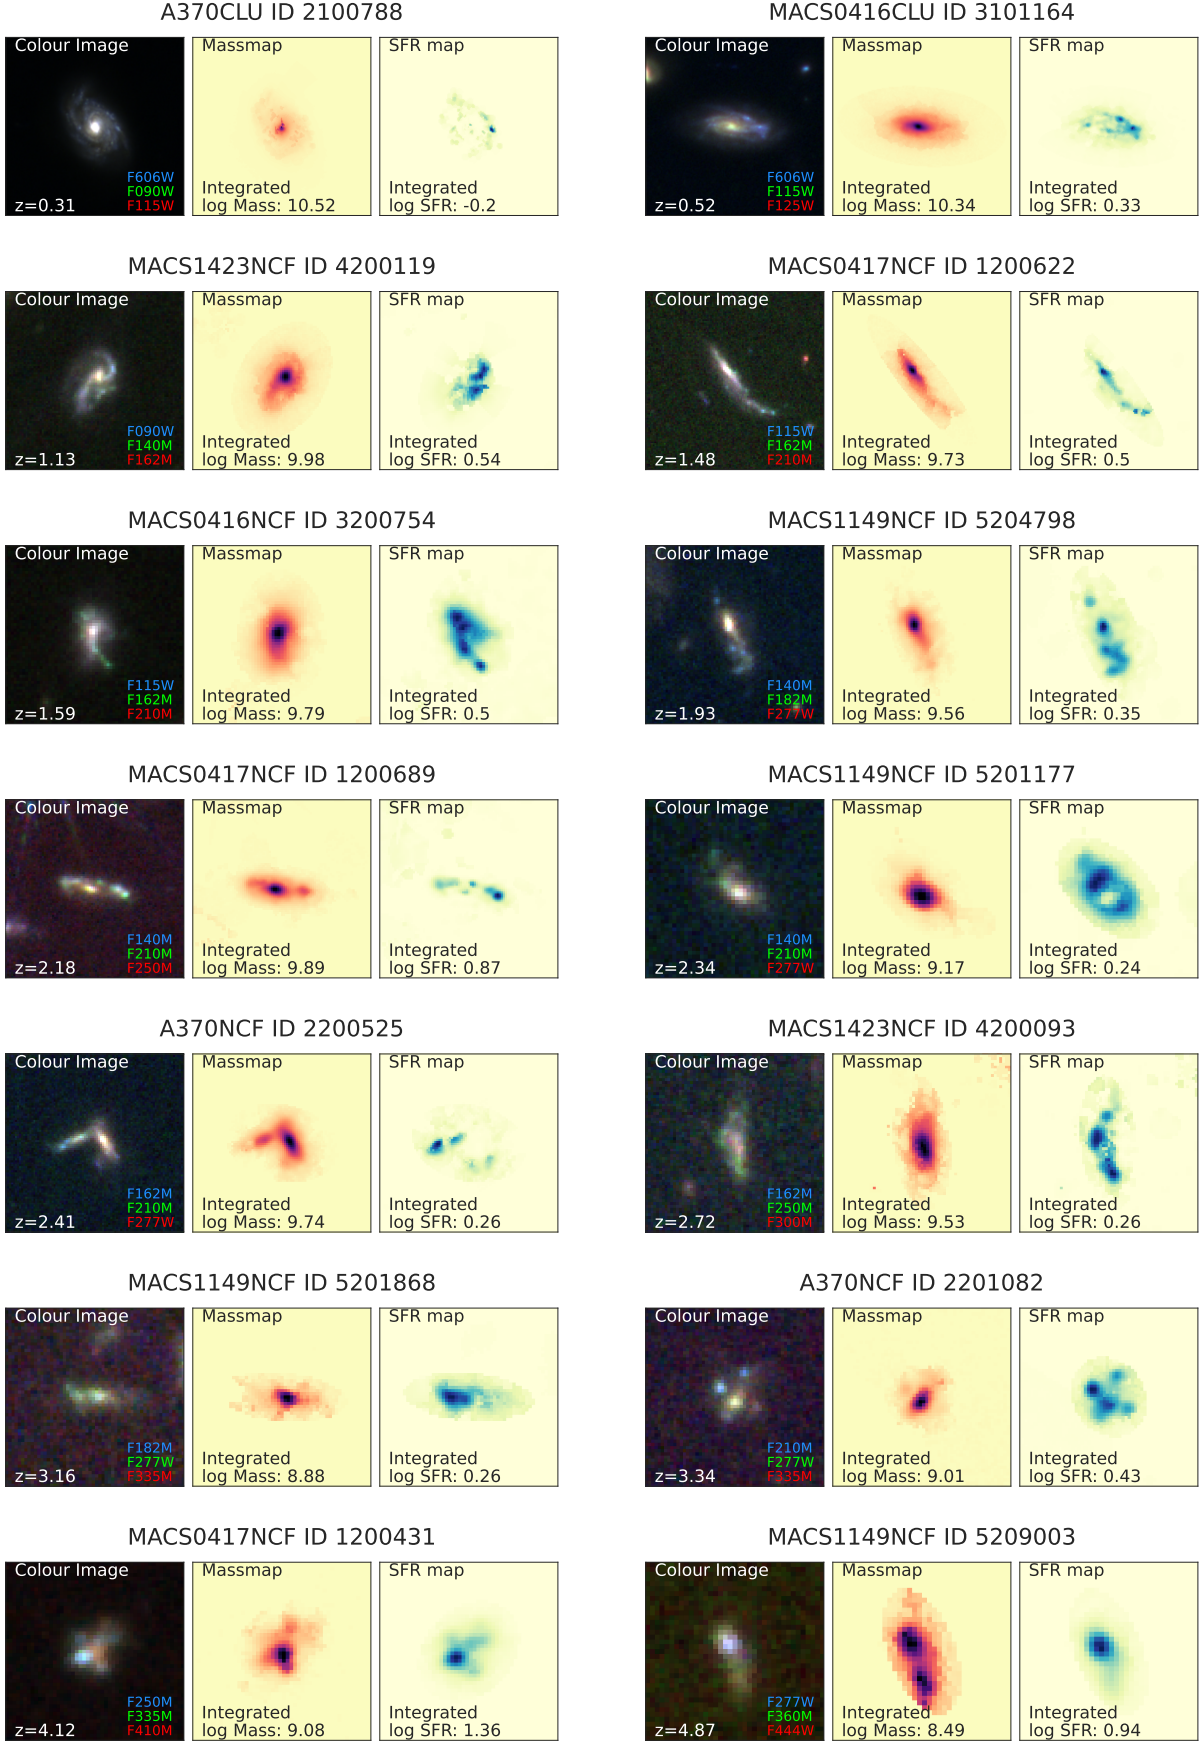 A370CLU ID 2100788
Colour Image
F606W
F090W
z=0.31
F115W
Massmap
Integrated
log Mass: 10.52
SFR map
Integrated
log SFR: -0.2
MACS0416CLU ID 3101164
Colour Image
F606W
F115W
z=0.52
F125W
Massmap
Integrated
log Mass: 10.34
SFR map
Integrated
log SFR: 0.33
MACS1423NCF ID 4200119
Colour Image
F090W
F140M
z=1.13
F162M
Massmap
Integrated
log Mass: 9.98
SFR map
Integrated
log SFR: 0.54
MACS0417NCF ID 1200622
Colour Image
F115W
F162M
z=1.48
F210M
Massmap
Integrated
log Mass: 9.73
SFR map
Integrated
log SFR: 0.5
MACS0416NCF ID 3200754
Colour Image
F115W
F162M
z=1.59
F210M
Massmap
Integrated
log Mass: 9.79
SFR map
Integrated
log SFR: 0.5
MACS1149NCF ID 5204798
Colour Image
F140M
F182M
z=1.93
F277W
Massmap
Integrated
log Mass: 9.56
SFR map
Integrated
log SFR: 0.35
MACS0417NCF ID 1200689
Colour Image
F140M
F210M
z=2.18
F250M
Massmap
Integrated
log Mass: 9.89
SFR map
Integrated
log SFR: 0.87
MACS1149NCF ID 5201177
Colour Image
F140M
F210M
z=2.34
F277W
Massmap
Integrated
log Mass: 9.17
SFR map
Integrated
log SFR: 0.24
A370NCF ID 2200525
Colour Image
F162M
F210M
z=2.41
F277W
Massmap
Integrated
log Mass: 9.74
SFR map
Integrated
log SFR: 0.26
MACS1423NCF ID 4200093
Colour Image
F162M
F250M
z=2.72
F300M
Massmap
Integrated
log Mass: 9.53
SFR map
Integrated
log SFR: 0.26
MACS1149NCF ID 5201868
Colour Image
F182M
F277W
z=3.16
F335M
Massmap
Integrated
log Mass: 8.88
SFR map
Integrated
log SFR: 0.26
A370NCF ID 2201082
Colour Image
F210M
F277W
z=3.34
F335M
Massmap
Integrated
log Mass: 9.01
SFR map
Integrated
log SFR: 0.43
MACS0417NCF ID 1200431
Colour Image
F250M
F335M
z=4.12
F410M
Massmap
Integrated
log Mass: 9.08
SFR map
Integrated
log SFR: 1.36
MACS1149NCF ID 5209003
Colour Image
F277W
F360M
z=4.87
F444W
Massmap
Integrated
log Mass: 8.49
SFR map
Integrated
log SFR: 0.94